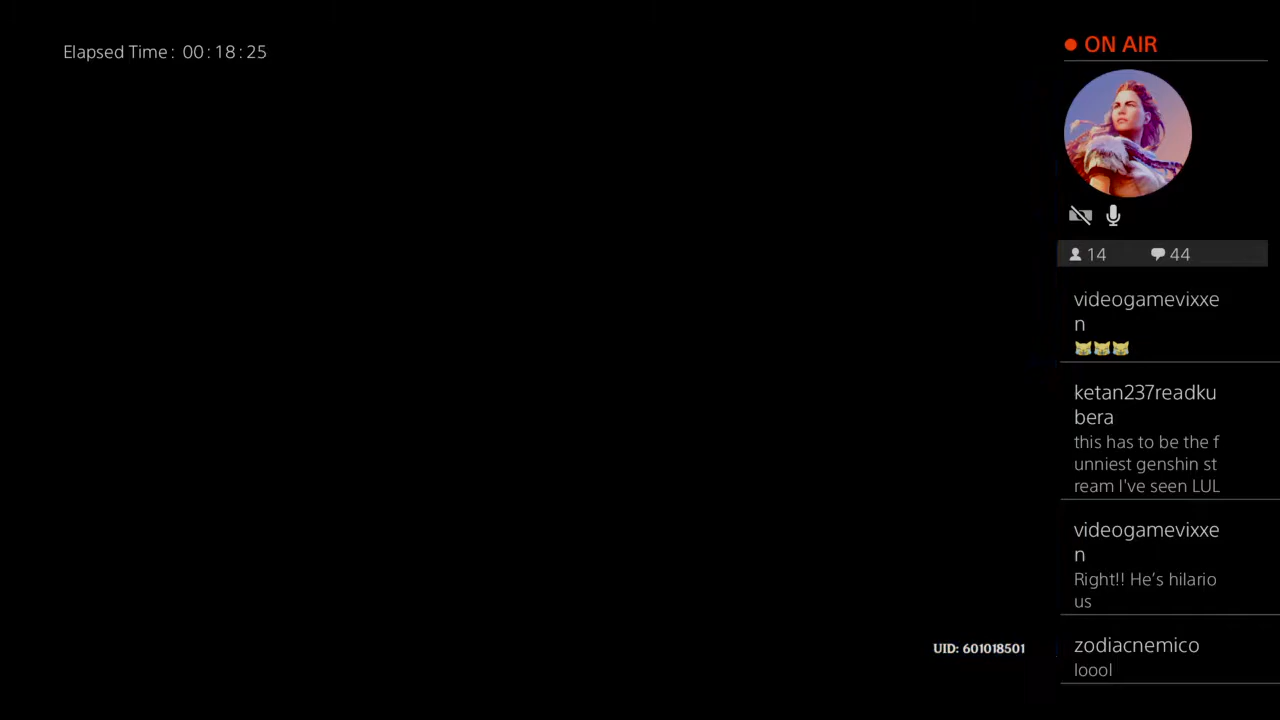 Elapsed Time: 00:18:25
ON AIR
14 44
videogamevixxe
n
ketan237readku
bera
this has to be the f
unniest genshin st
ream I've seen LUL
videogamevixxe
n
Right!! He’s hilario
us
UID: 601018501
zodiacnemico
loool